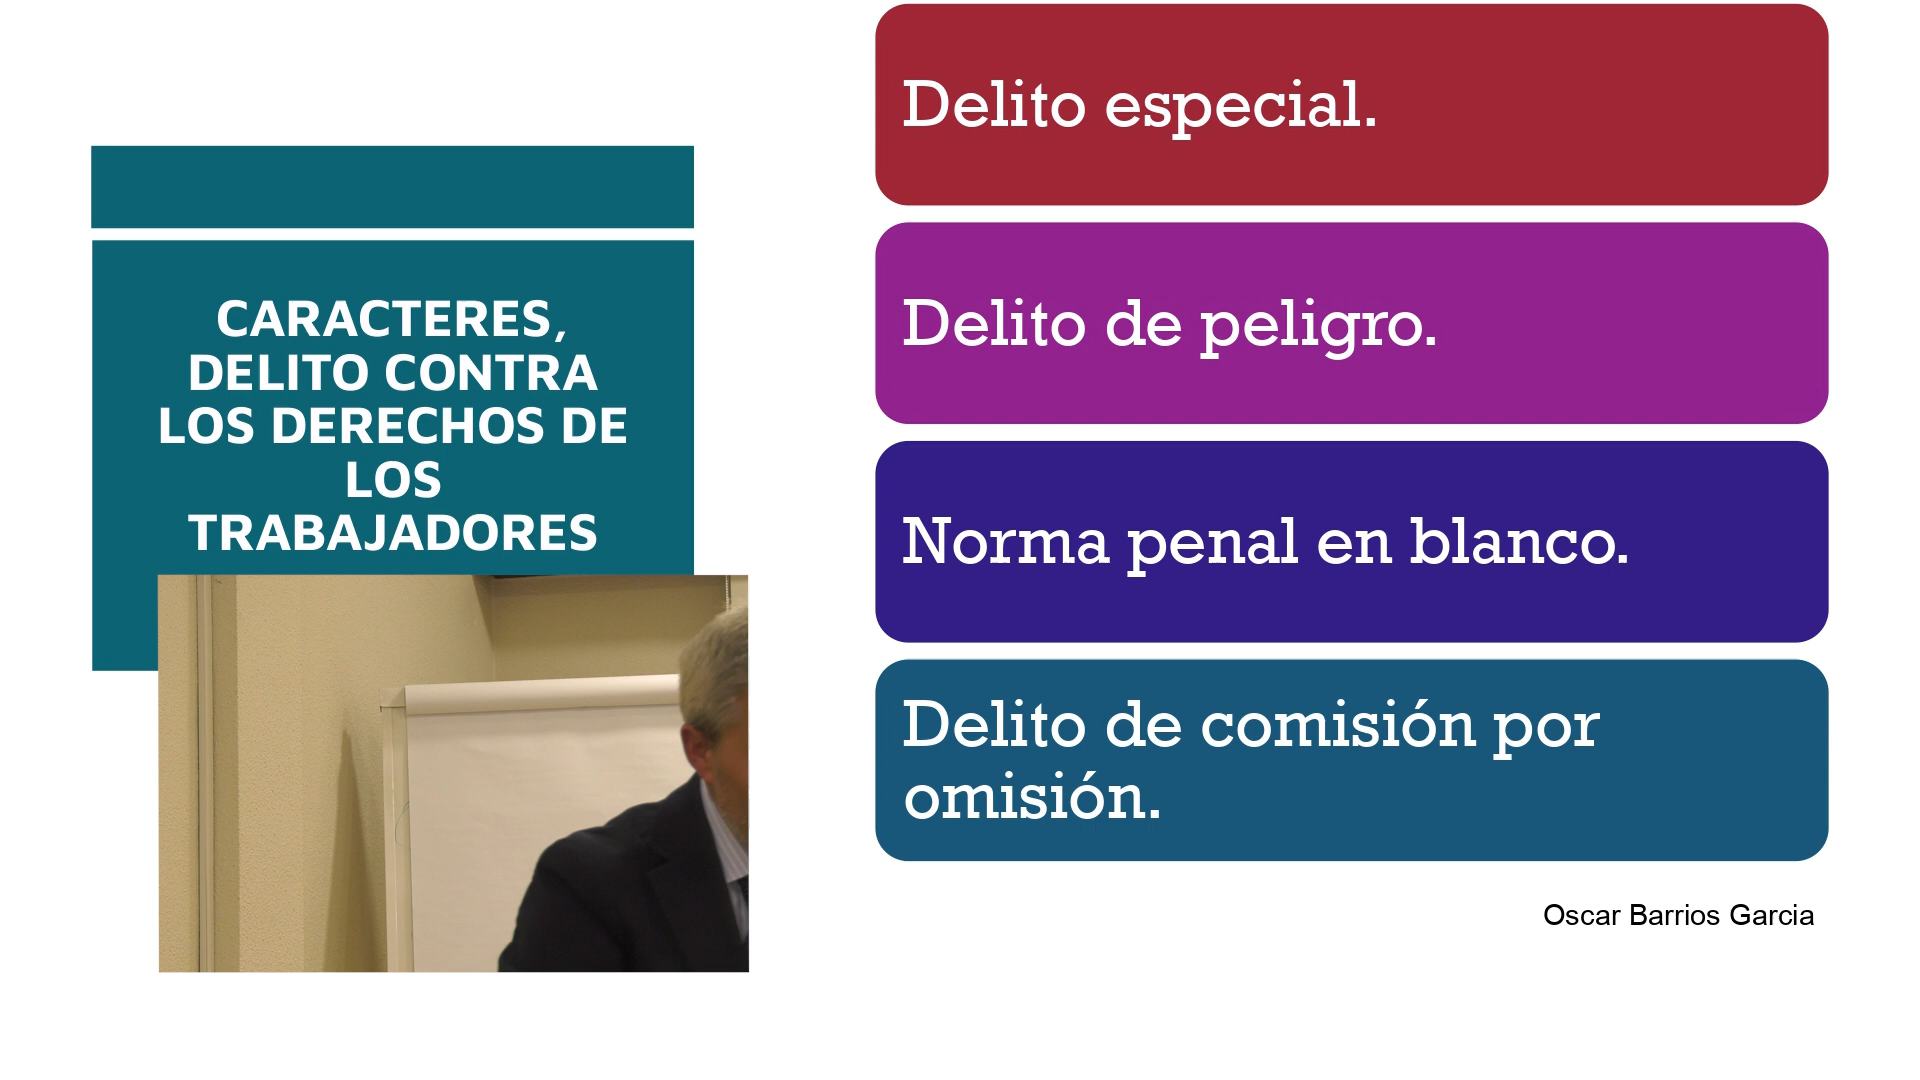 CARACTERES,
DELITO CONTRA
LOS DERECHOS DE
LOS
TRABAJADORES
Delito especial.
Delito de peligro.
Norma penal en blanco.
Delito de comisión por
omisión.
Oscar Barrios Garcia